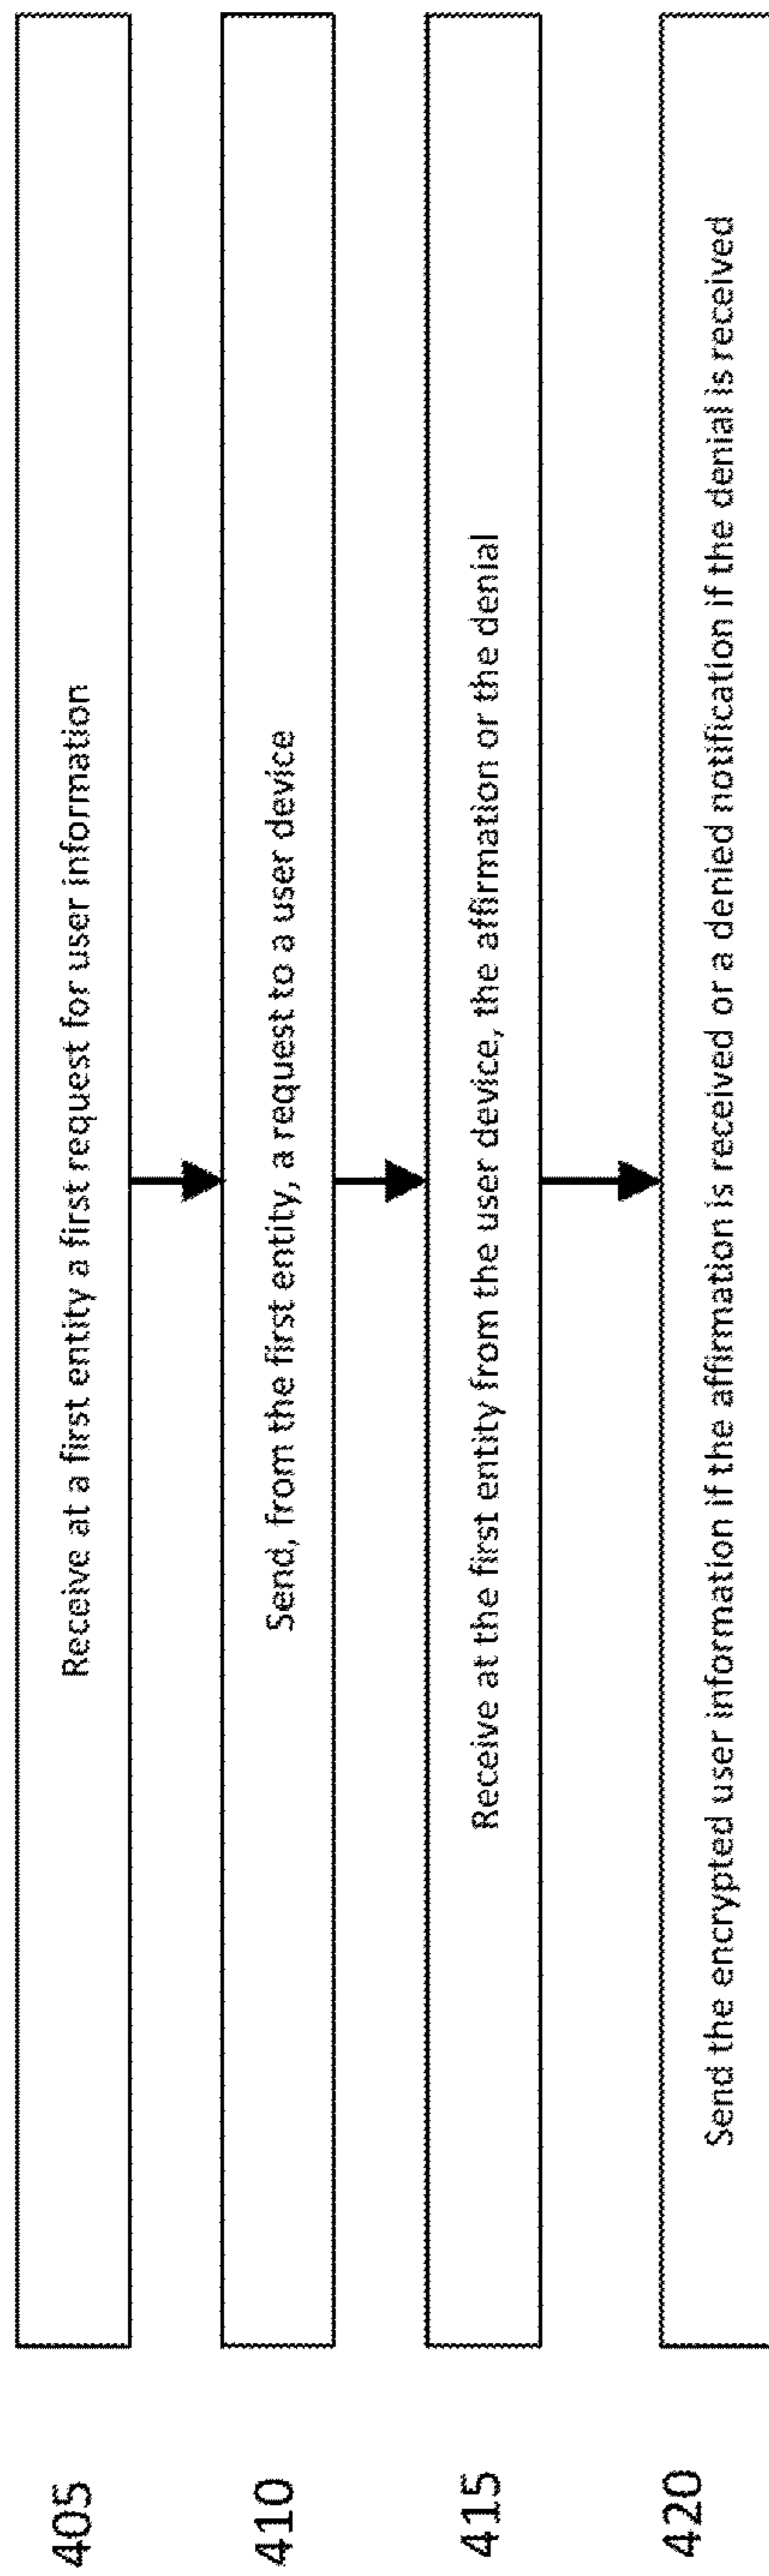 405
Receive at a first entity a first request for user information
410
Send, from the first entity, a request to a user device
415
Receive at the first entity from the user device, the affirmation or the denial
420
Send the encrypted user information if the affirmation is received or a denied notification if the denial is received